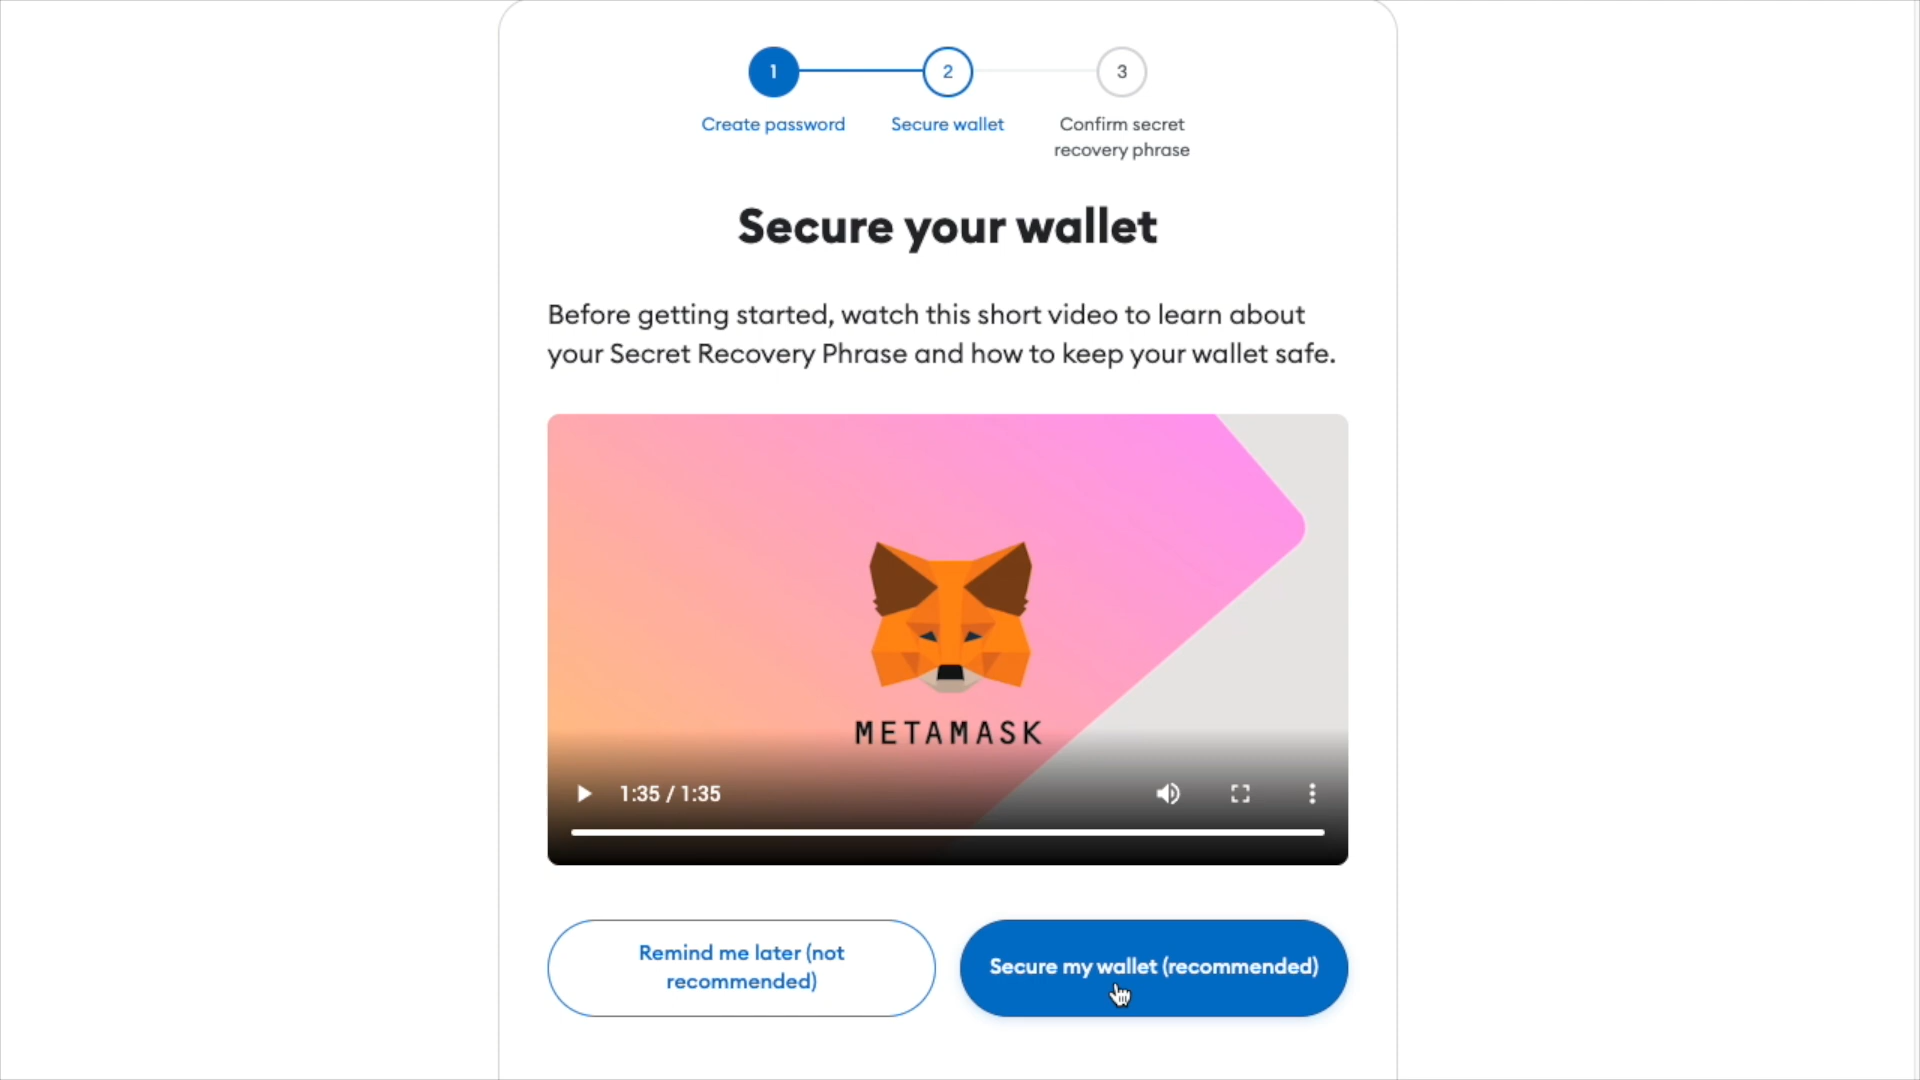 1
2
3
Create password
Secure wallet
Confirm secret
recovery phrase
Secure your wallet
Before getting started, watch this short video to learn about
your Secret Recovery Phrase and how to keep your wallet safe.
METAMASK
1:35 / 1:35
Remind me later (not
recommended)
Secure my wallet (recommended)